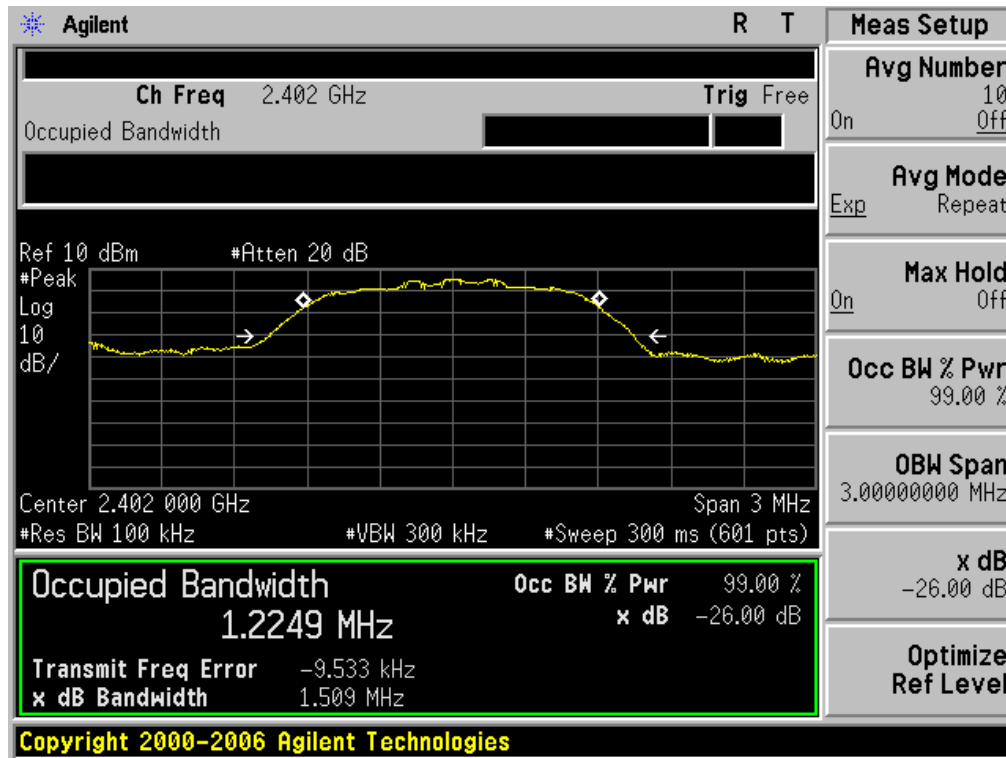 Agilent R T
Ch Freq 2.402 GHz Trig Free
Occupied Bandwidth
Ref 10 dBm #Atten 20 dB
#Peak
Log
10
dB/
Center 2.402 000 GHz Span 3 MHz
#Res BW 100 kHz #VBW 300 kHz #Sweep 300 ms (601 pts)
Occupied Bandwidth Occ BW % Pwr 99.00 %
1.2249 MHz x dB -26.00 dB
Transmit Freq Error -9.533 kHz
x dB Bandwidth 1.509 MHz
Copyright 2000-2006 Agilent Technologies
Meas Setup
Avg Number
10
On Off
Avg Mode
Exp Repeat
Max Hold
On Off
Occ BW % Pwr
99.00 %
OBW Span
3.00000000 MHz
x dB
-26.00 dB
Optimize
Ref Level